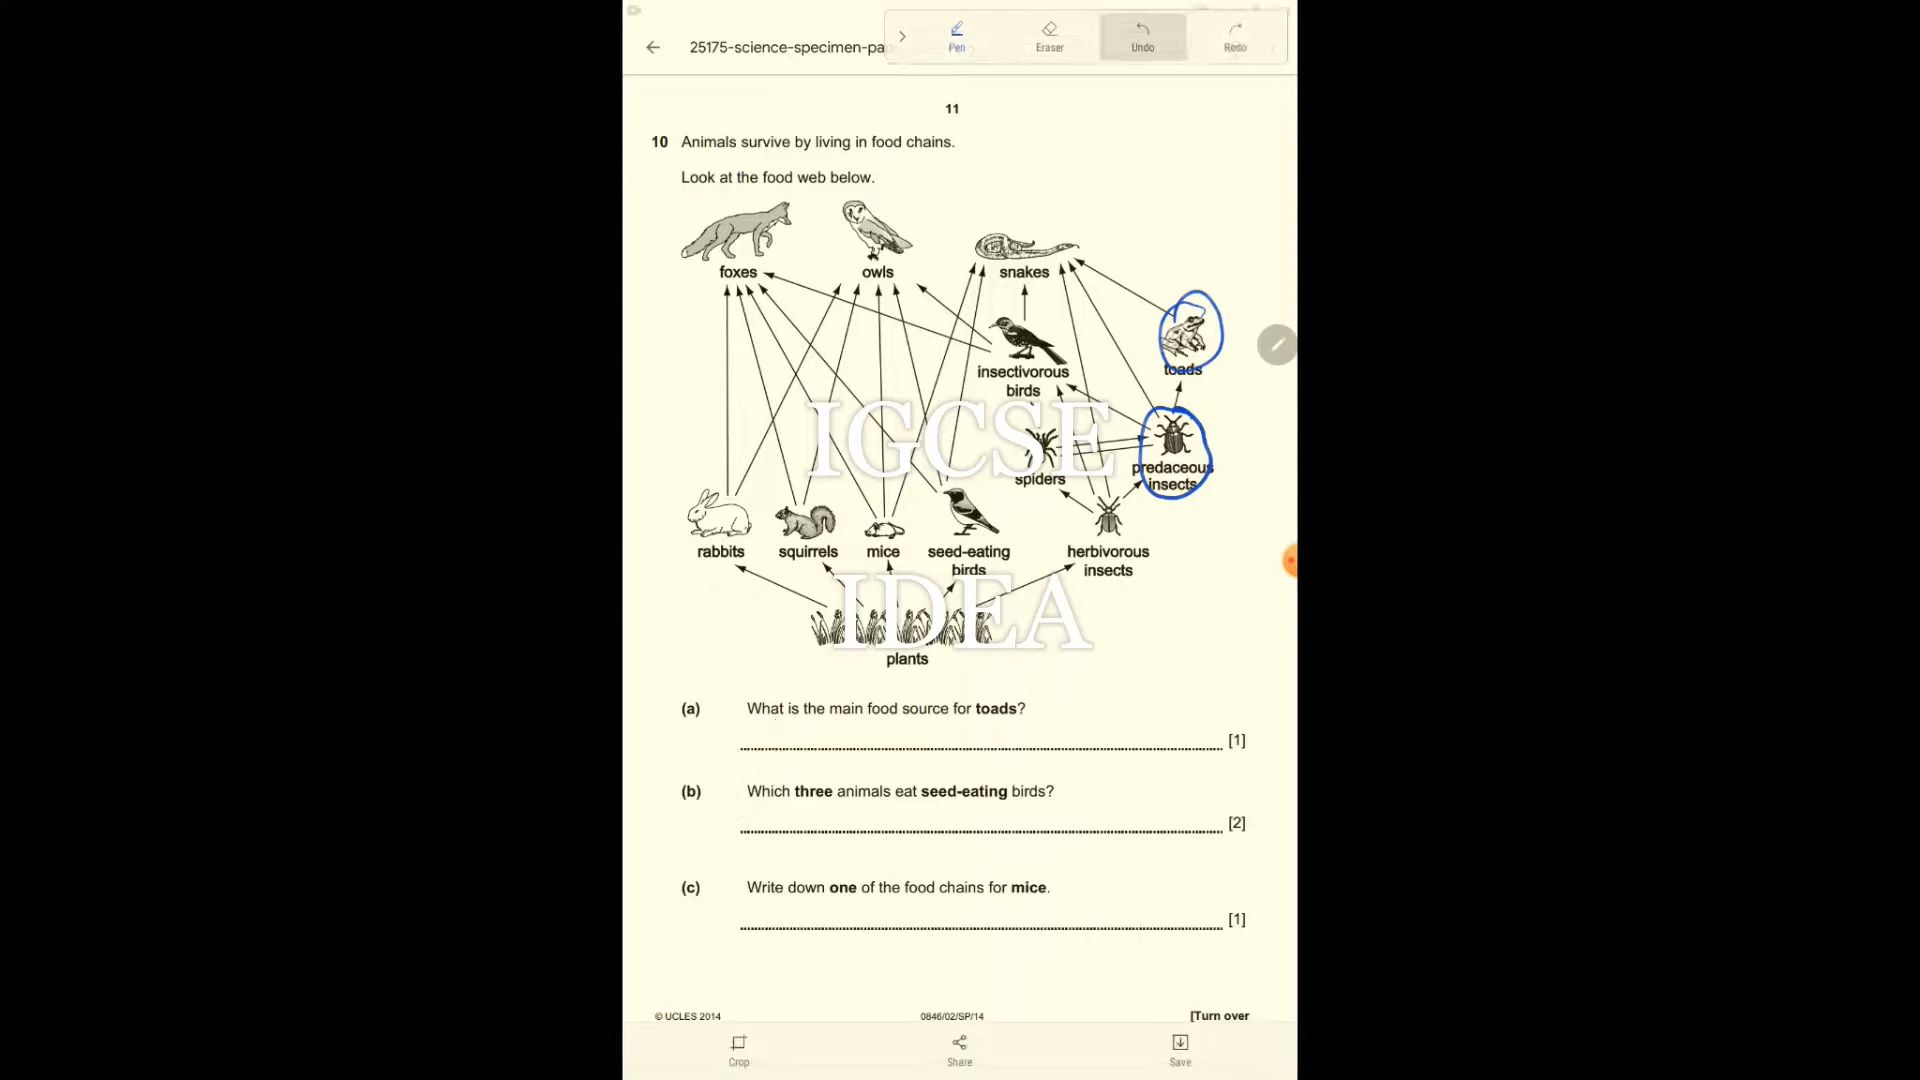 25175-science-specimen-pa
Pen
Eraser
Undo
Redo
11
10 Animals survive by living in food chains.
Look at the food web below.
foxes
owls
snakes
toads
insectivorous
birds
spiders
predaceous
insects
rabbits
squirrels
mice
seed-eating
birds
herbivorous
insects
plants
IGCSE
IDEA
(a) What is the main food source for toads?
[1]
(b) Which three animals eat seed-eating birds?
[2]
(c) Write down one of the food chains for mice.
[1]
© UCLES 2014
0846/02/SP/14
[Turn over
Crop
Share
Save